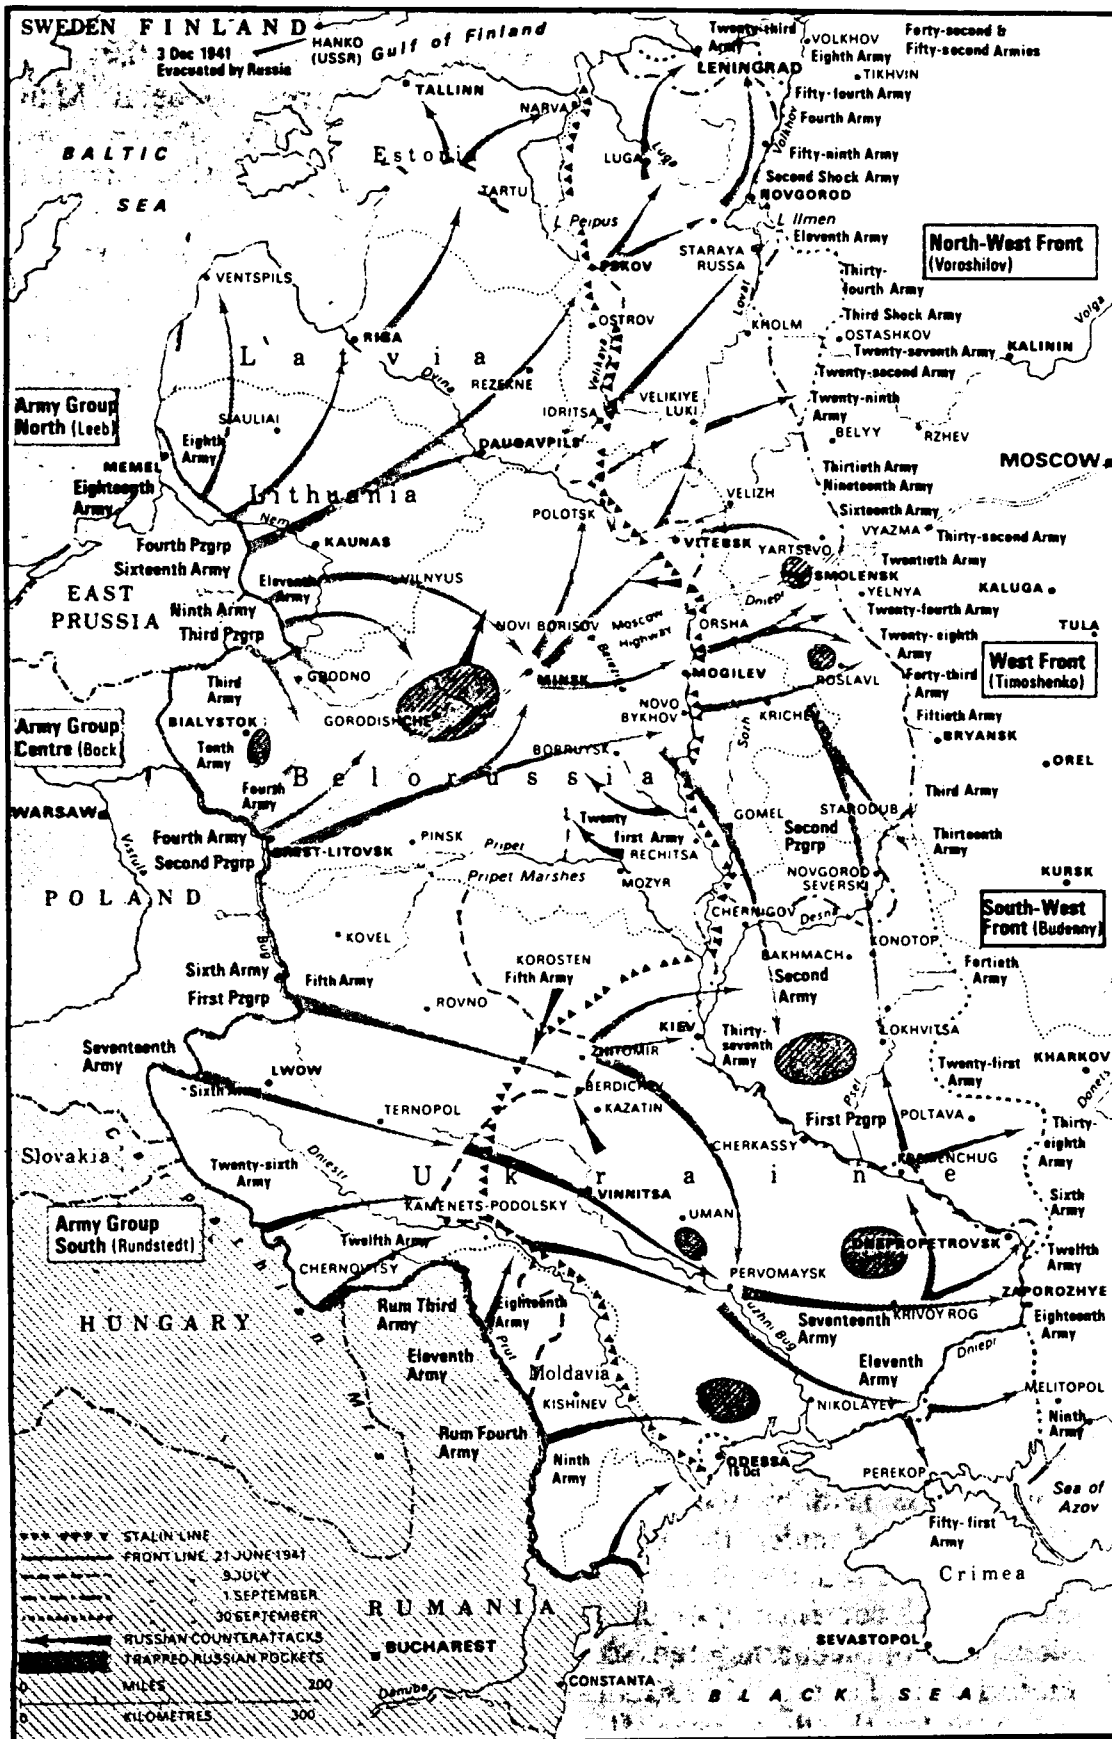 SWEDEN FINLAND
3 Dec 1941
Evacuated by Russia
HANKO
(USSR)
Gulf of Finland
Twenty-third
Army
VOLKHOV
Eighth Army
Forty-second &
Fifty-second Armies
LENINGRAD
TIKHVIN
TALLINN
NARVA
Fifty-fourth Army
Volkhov
Fourth Army
BALTIC
SEA
Estonia
LUGA
Luga
Fifty-ninth Army
Second Shock Army
TARTU
NOVGOROD
L Peipus
L Ilmen
Eleventh Army
North-West Front
(Voroshilov)
STARAYA
RUSSA
PSKOV
VENTSPILS
Thirty-
fourth Army
Lovat
Third Shock Army
Volga
OSTROV
KHOLM
OSTASHKOV
RIGA
KALININ
Latvia
Twenty-seventh Army
Dvina
REZEKNE
Velikaya
Twenty-second Army
Army Group
North (Leeb)
IDRITSA
VELIKIYE
LUKI
Twenty-ninth
Army
SIAULIAI
Eighth
Army
DAUGAVPILS
BELYY
RZHEV
MEMEL
MOSCOW
Eighteenth
Army
Thirtieth Army
Nineteenth Army
Lithuania
VELIZH
POLOTSK
Sixteenth Army
VYAZMA
Thirty-second Army
Fourth Pzgrp
KAUNAS
VITEBSK
YARTSEVO
Sixteenth Army
Twentieth Army
EAST
PRUSSIA
Eleventh
Army
VILNYUS
SMOLENSK
YELNYA
KALUGA
Ninth Army
Dniepr
Twenty-fourth Army
Third Pzgrp
NOVI BORISOV
Moscow
Highway
ORSHA
TULA
Twenty-eighth
Army
West Front
(Timoshenko)
Third
Army
GRODNO
MINSK
MOGILEV
ROSLAVL
Forty-third
Army
BIALYSTOK
GORODISHCHE
NOVO
BYKHOV
KRICHEV
Fiftieth Army
Army Group
Centre (Bock)
Tenth
Army
BRYANSK
Sozh
BOBRUYSK
OREL
Belorussia
Fourth
Army
WARSAW
Third Army
STARODUB
GOMEL
Second
Pzgrp
Twenty
first Army
Fourth Army
Second Pzgrp
BREST-LITOVSK
PINSK
Pripet
RECHITSA
Thirteenth
Army
Vistula
Pripet Marshes
MOZYR
NOVGOROD
SEVERSK
KURSK
POLAND
CHERNIGOV
Desna
South-West
Front (Budenny)
Bug
KOVEL
KONOTOP
BAKHMACH
KOROSTEN
Fifth Army
Sixth Army
Fifth Army
First Pzgrp
Second
Army
Fortieth
Army
ROVNO
KIEV
LOKHVITSA
Seventeenth
Army
ZHITOMIR
Thirty-
seventh
Army
Twenty-first
Army
KHARKOV
LWOW
Sixth Army
BERDICHEV
Psel
Donets
KAZATIN
First Pzgrp
POLTAVA
TERNOPOL
Thirty-
eighth
Army
CHERKASSY
Slovakia
KREMENCHUG
Dniestr
Twenty-sixth
Army
Ukraine
VINNITSA
Sixth
Army
KAMENETS-PODOLSKY
UMAN
Army Group
South (Rundstedt)
Twelfth Army
DNEPROPETROVSK
Twelfth
Army
CHERNOVTSY
PERVOMAYSK
ZAPOROZHYE
Carpathian Mts
HUNGARY
Rum Third
Army
Eighteenth
Army
Yuzhni Bug
Seventeenth
Army
KRIVOY ROG
Eighteenth
Army
Prut
Dniepr
Eleventh
Army
Eleventh
Army
Moldavia
MELITOPOL
KISHINEV
NIKOLAYEV
Ninth
Army
Rum Fourth
Army
Ninth
Army
ODESSA
16 Oct
PEREKOP
Sea of
Azov
Fifty-first
Army
STALIN LINE
FRONT LINE, 21 JUNE 1941
9 JULY
1 SEPTEMBER
30 SEPTEMBER
RUSSIAN COUNTERATTACKS
TRAPPED RUSSIAN POCKETS
Crimea
RUMANIA
BUCHAREST
SEVASTOPOL
0 MILES 200
0 KILOMETRES 300
Danube
CONSTANTA
BLACK SEA